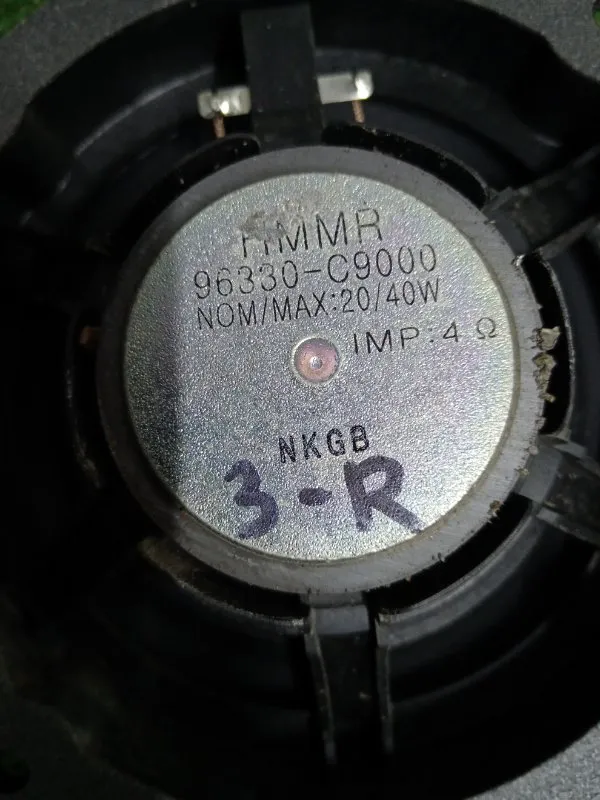 HMMR
96330-C9000
NOM/MAX:20/40W
IMP:4 Ω
NKGB
3-R